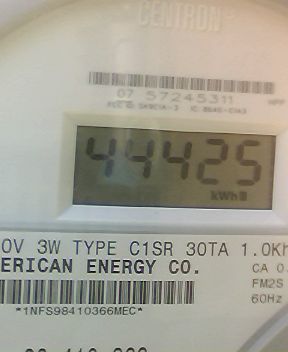 CENTRON
07 57245311
44425
kWh
0V 3W TYPE C1SR 30TA 1.0Kh
ERICAN ENERGY CO.
CA 0.
FM2S
60Hz
*1NFS98410366MEC*